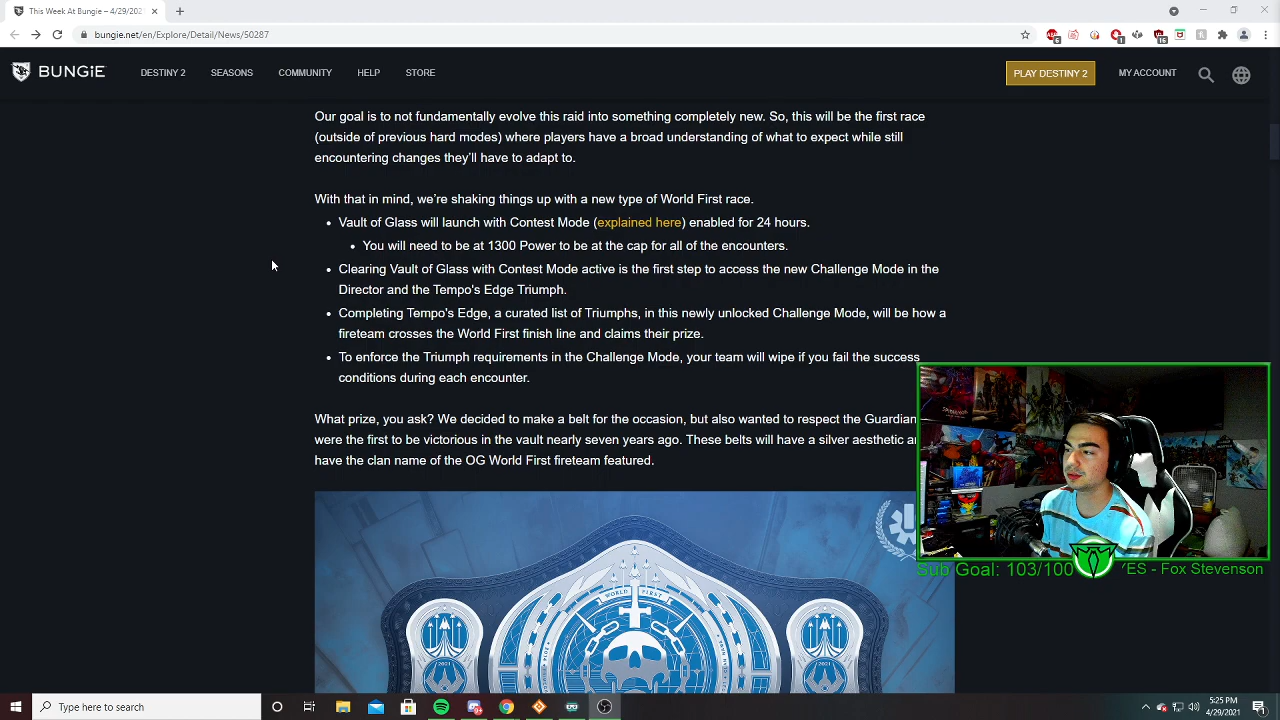 This Week At Bungie – 4/29/202
bungie.net/en/Explore/Detail/News/50287
BUNGiE
DESTINY 2
SEASONS
COMMUNITY
HELP
STORE
PLAY DESTINY 2
MY ACCOUNT
Our goal is to not fundamentally evolve this raid into something completely new. So, this will be the first race
(outside of previous hard modes) where players have a broad understanding of what to expect while still
encountering changes they'll have to adapt to.
With that in mind, we're shaking things up with a new type of World First race.
• Vault of Glass will launch with Contest Mode (explained here) enabled for 24 hours.
• You will need to be at 1300 Power to be at the cap for all of the encounters.
• Clearing Vault of Glass with Contest Mode active is the first step to access the new Challenge Mode in the
Director and the Tempo's Edge Triumph.
• Completing Tempo's Edge, a curated list of Triumphs, in this newly unlocked Challenge Mode, will be how a
fireteam crosses the World First finish line and claims their prize.
• To enforce the Triumph requirements in the Challenge Mode, your team will wipe if you fail the success
conditions during each encounter.
What prize, you ask? We decided to make a belt for the occasion, but also wanted to respect the Guardian
were the first to be victorious in the vault nearly seven years ago. These belts will have a silver aesthetic
have the clan name of the OG World First fireteam featured.
WORLD FIRST
2021
2021
Sub Goal: 103/100
YES - Fox Stevenson
Type here to search
5:25 PM
4/29/2021